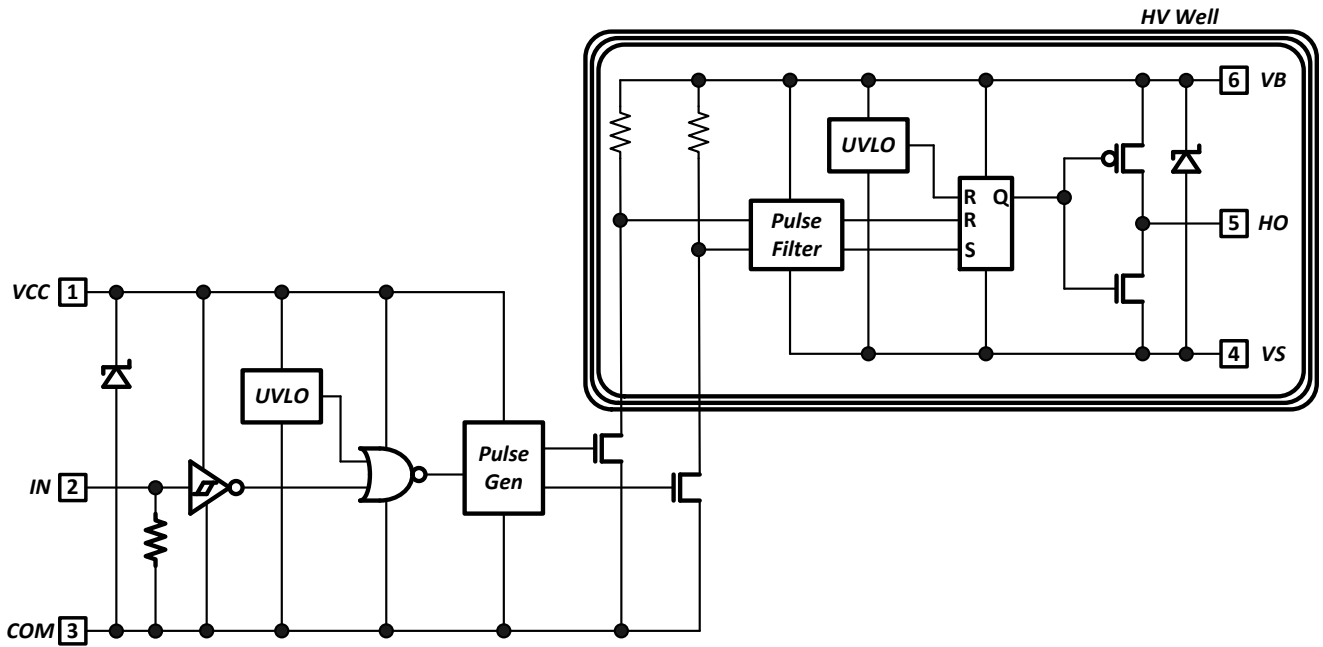 HV Well
6 VB
UVLO
R Q
R
S
Pulse
Filter
5 HO
VCC 1
4 VS
UVLO
Pulse
Gen
IN 2
COM 3